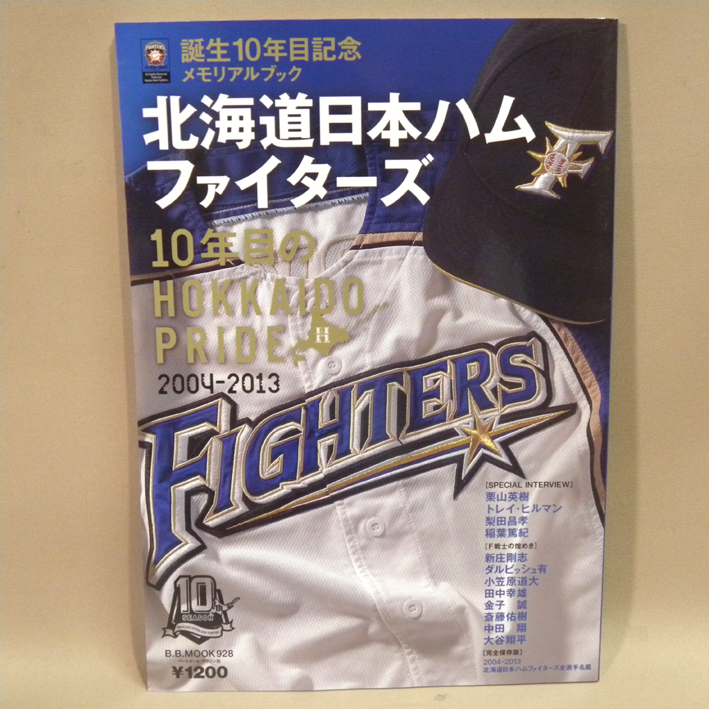 FIGHTERS
誕生10年目記念
メモリアルブック
北海道日本ハム
ファイターズ
F
10年目の
HOKKAIDO
PRIDE
H
2004-2013
FIGHTERS
[SPECIAL INTERVIEW]
栗山英樹
トレイ・ヒルマン
梨田昌孝
稲葉篤紀
[F戦士の煌めき]
新庄剛志
ダルビッシュ有
小笠原道大
田中幸雄
金子 誠
斎藤佑樹
中田 翔
大谷翔平
[完全保存版]
2004-2013
北海道日本ハムファイターズ全選手名鑑
10
SEASON
B.B.MOOK928
¥1200